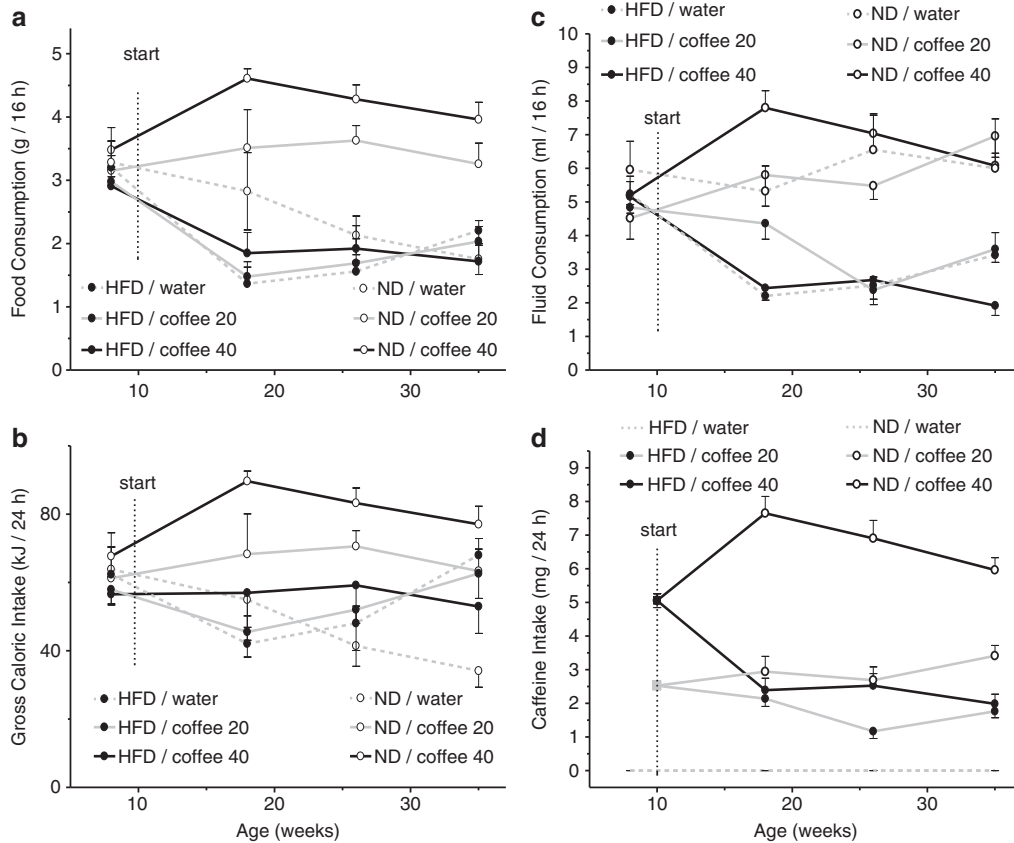 a
5
4
3
2
1
0
Food Consumption (g / 16 h)
start
HFD / water
HFD / coffee 20
HFD / coffee 40
ND / water
ND / coffee 20
ND / coffee 40
10 20 30
b
80
40
0
Gross Caloric Intake (kJ / 24 h)
start
HFD / water
HFD / coffee 20
HFD / coffee 40
ND / water
ND / coffee 20
ND / coffee 40
10 20 30
Age (weeks)
c
HFD / water
HFD / coffee 20
HFD / coffee 40
ND / water
ND / coffee 20
ND / coffee 40
10
9
8
7
6
5
4
3
2
1
0
Fluid Consumption (ml / 16 h)
start
10 20 30
d
HFD / water
HFD / coffee 20
HFD / coffee 40
ND / water
ND / coffee 20
ND / coffee 40
9
8
7
6
5
4
3
2
1
0
Caffeine Intake (mg / 24 h)
start
10 20 30
Age (weeks)